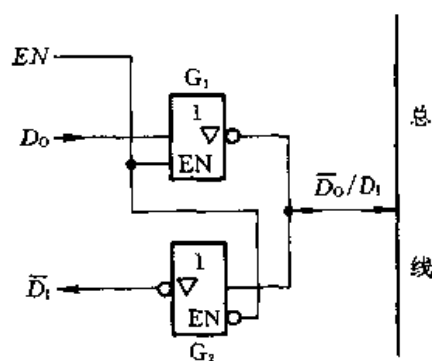 EN
G₁
1
▽
总
D₀
EN
D̅₀/D₁
1
D̅₁
▽
线
EN
G₂